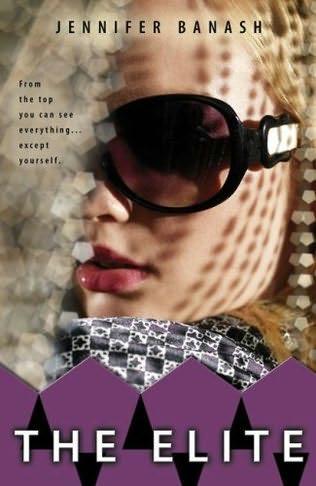 JENNIFER BANASH
From
the top
you can see
everything...
except
yourself.
THE ELITE